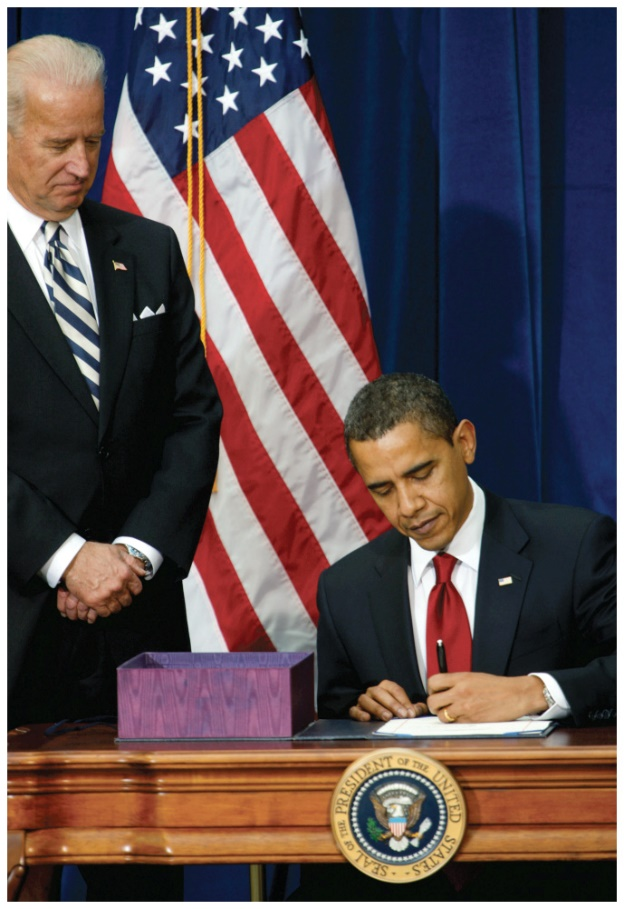 SEAL OF THE PRESIDENT OF THE UNITED STATES